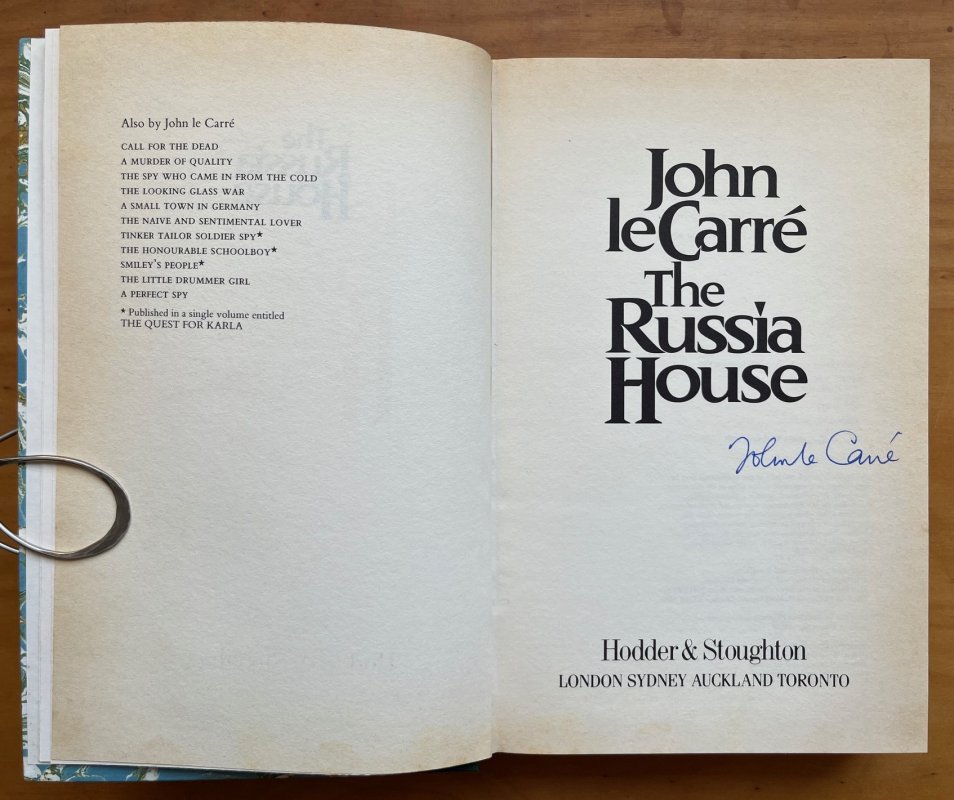 Also by John le Carré
CALL FOR THE DEAD
A MURDER OF QUALITY
THE SPY WHO CAME IN FROM THE COLD
THE LOOKING GLASS WAR
A SMALL TOWN IN GERMANY
THE NAIVE AND SENTIMENTAL LOVER
TINKER TAILOR SOLDIER SPY★
THE HONOURABLE SCHOOLBOY★
SMILEY'S PEOPLE★
THE LITTLE DRUMMER GIRL
A PERFECT SPY
★ Published in a single volume entitled
THE QUEST FOR KARLA
John
le Carré
The
Russia
House
John le Carré
Hodder & Stoughton
LONDON SYDNEY AUCKLAND TORONTO